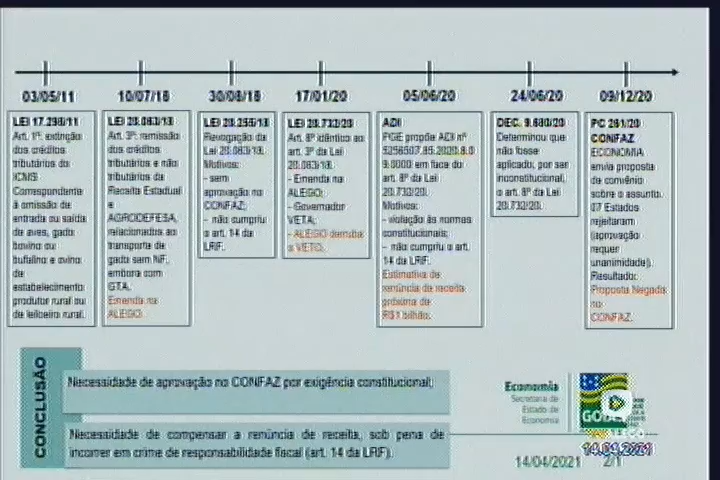 03/05/11
10/07/18
30/08/18
17/01/20
05/06/20
24/06/20
09/12/20
LEI 17.298/11
Art. 1º: extinção
dos créditos
tributários do
ICMS
Correspondente
à omissão de
entrada ou saída
de aves, gado
bovino ou
bufalino e ovino
de
estabelecimento
produtor rural ou
de leiloeiro rural.
LEI 20.063/18
Art. 3º: remissão
dos créditos
tributários e não
tributários da
Receita Estadual
e
AGRODEFESA,
relacionados ao
transporte de
gado sem NF,
embora com
GTA.
Emenda na
ALEGO.
LEI 20.255/18
Revogação da
Lei 20.063/18.
Motivos:
- sem
aprovação no
CONFAZ;
- não cumpriu
o art. 14 da
LRF.
LEI 20.732/20
Art. 8º idêntico ao
art. 3º da Lei
20.063/18.
- Emenda na
ALEGO;
- Governador
VETA;
- ALEGO derruba
o VETO.
ADI
PGE propõe ADI nº
5256507.85.2020.8.0
9.0000 em face do
art. 8º da Lei
20.732/20.
Motivos:
- violação às normas
constitucionais;
- não cumpriu o art.
14 da LRF.
Estimativa de
renúncia de receita
próxima de
R$1 bilhão.
DEC. 9.680/20
Determinou que
não fosse
aplicado, por ser
inconstitucional,
o art. 8º da Lei
20.732/20.
PC 261/20
CONFAZ
ECONOMIA
envia proposta
de convênio
sobre o assunto.
07 Estados
rejeitaram
(aprovação
requer
unanimidade).
Resultado:
Proposta Negada
no
CONFAZ.
CONCLUSÃO
Necessidade de aprovação no CONFAZ por exigência constitucional;
Necessidade de compensar a renúncia de receita, sob pena de
incorrer em crime de responsabilidade fiscal (art. 14 da LRF).
Economia
Secretaria de
Estado da
Economia
ALEGO
14.04.2021
14/04/2021